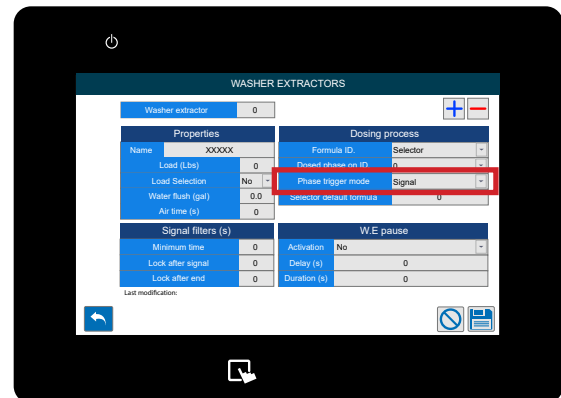 WASHER EXTRACTORS
Washer extractor 0
Properties
Name XXXXX
Load (Lbs) 0
Load Selection No
Water flush (gal) 0.0
Air time (s) 0
Dosing process
Formula ID. Selector
Dosed phase on ID. 0
Phase trigger mode Signal
Selector default formula 0
Signal filters (s)
Minimum time 0
Lock after signal 0
Lock after end 0
W.E pause
Activation No
Delay (s) 0
Duration (s) 0
Last modification: